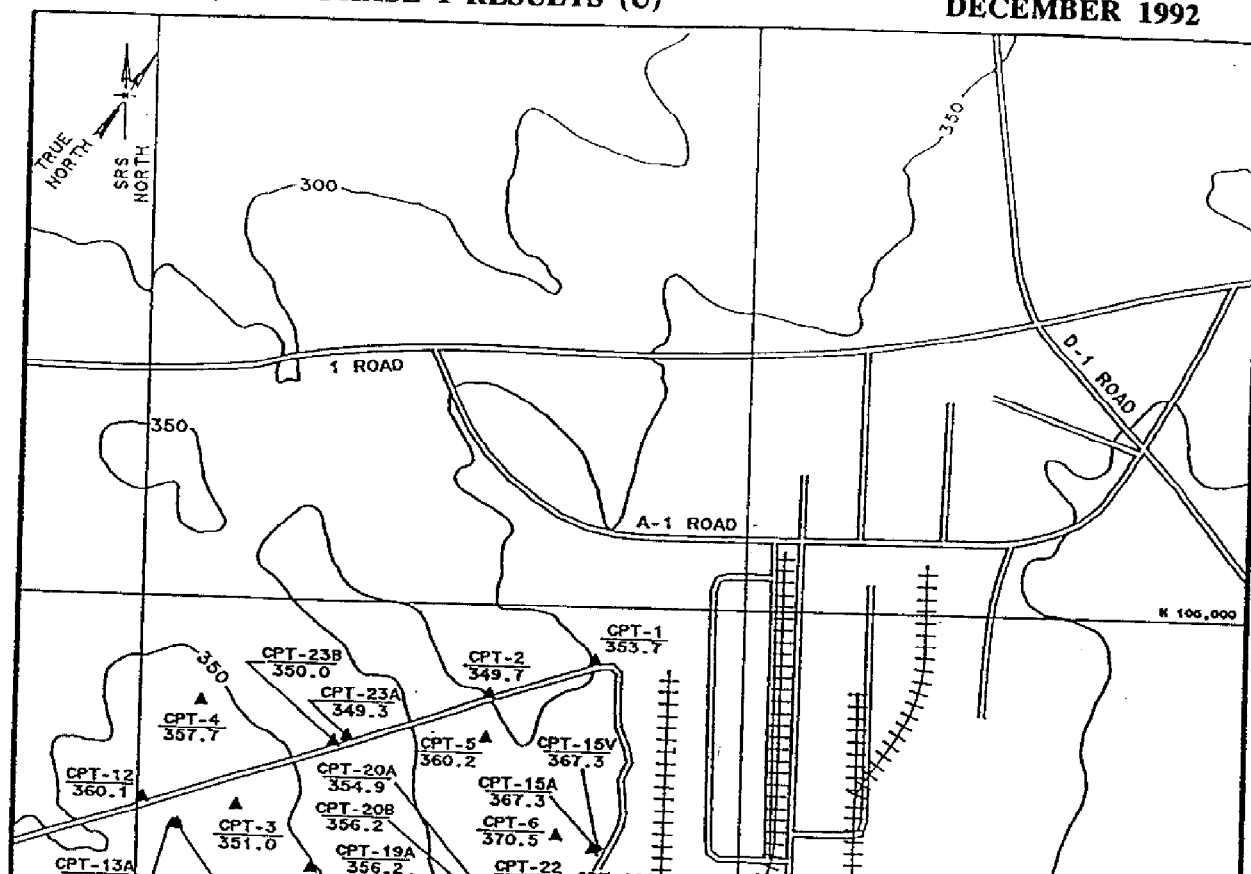 PHASE 1 RESULTS (U)
DECEMBER 1992
TRUE
NORTH
SRS
NORTH
300
350
1 ROAD
D-1 ROAD
350
A-1 ROAD
N 106,000
CPT-1
353.7
350
CPT-23B
350.0
CPT-2
349.7
CPT-23A
349.3
CPT-4
357.7
CPT-5
360.2
CPT-15V
367.3
CPT-12
360.1
CPT-20A
354.9
CPT-15A
367.3
CPT-20B
356.2
CPT-6
370.5
CPT-3
351.0
CPT-19A
356.2
CPT-13A
CPT-22